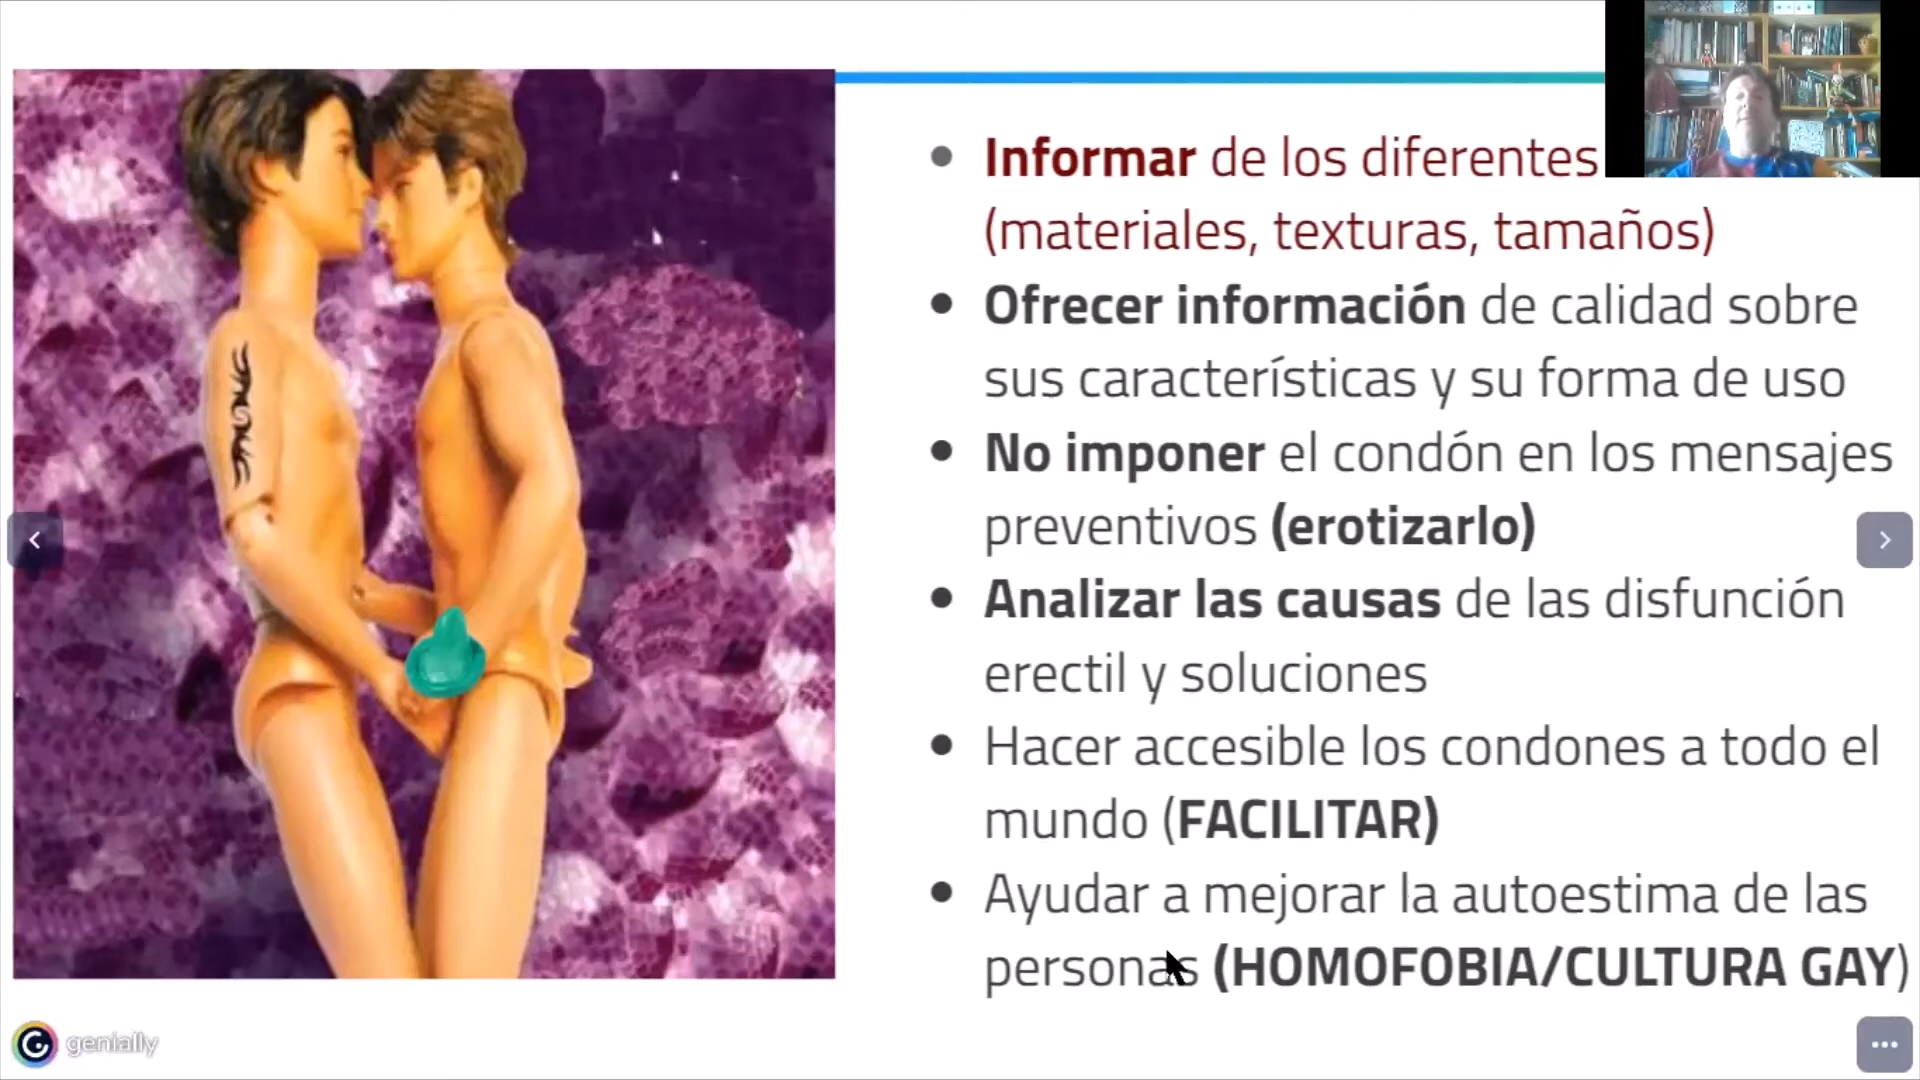 Informar de los diferentes
(materiales, texturas, tamaños)
Ofrecer información de calidad sobre
sus características y su forma de uso
No imponer el condón en los mensajes
preventivos (erotizarlo)
Analizar las causas de las disfunción
erectil y soluciones
Hacer accesible los condones a todo el
mundo (FACILITAR)
Ayudar a mejorar la autoestima de las
personas (HOMOFOBIA/CULTURA GAY)
genially